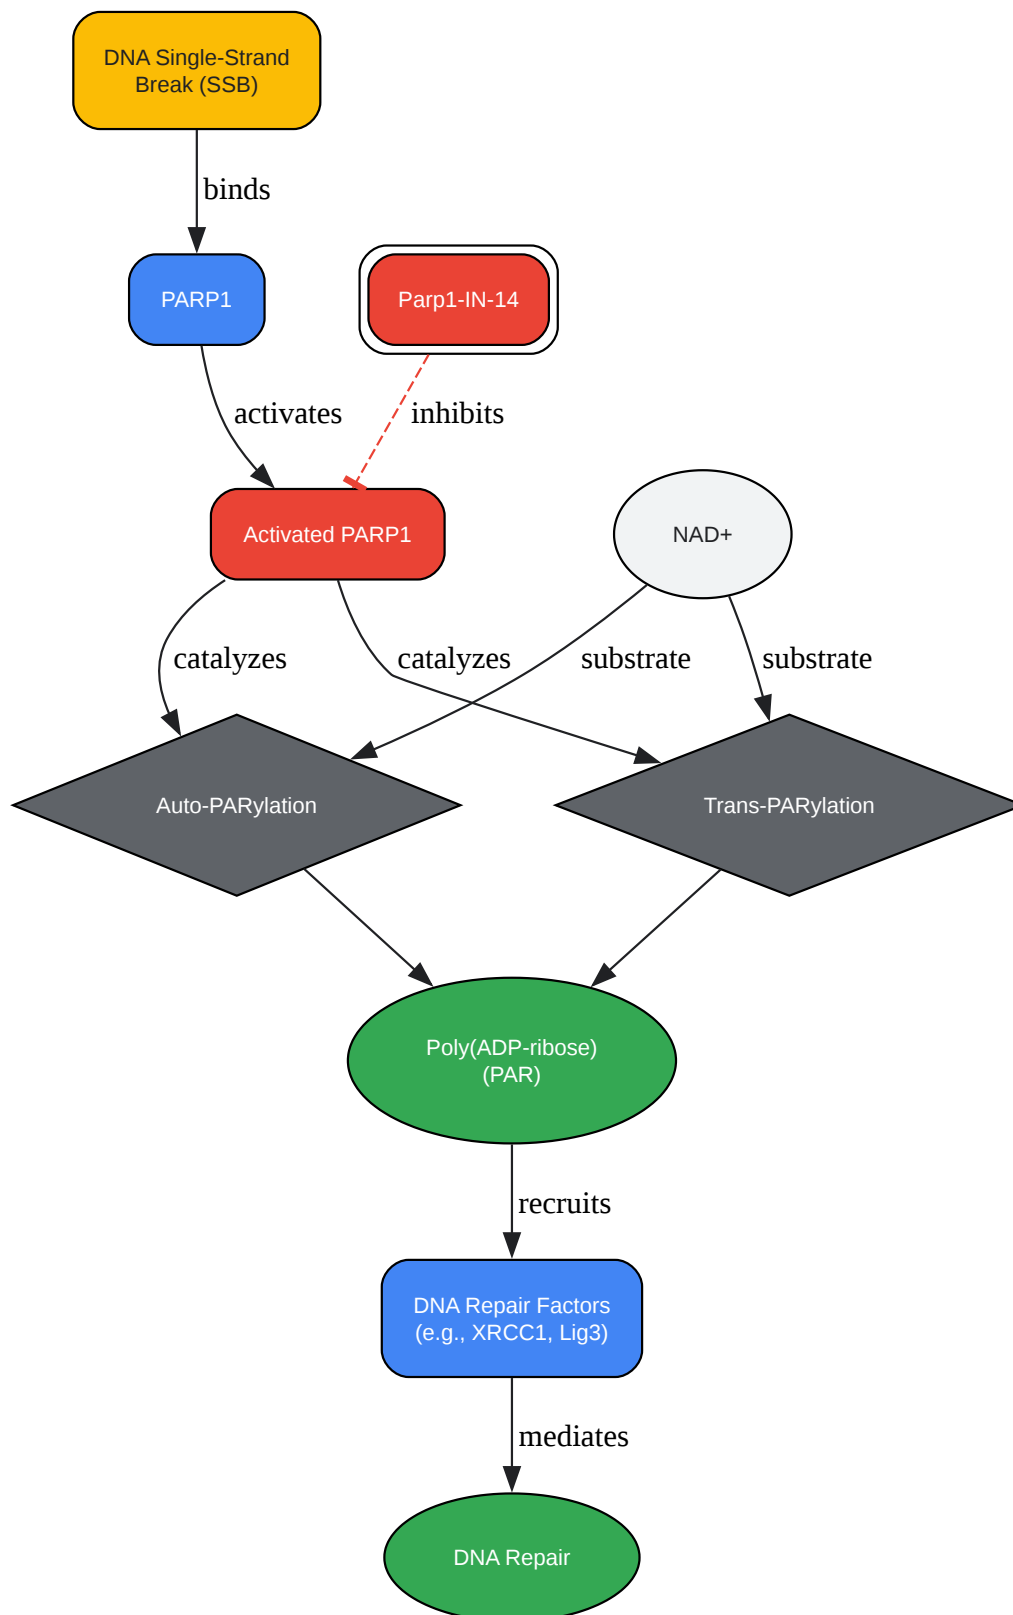 DNA Single-Strand
Break (SSB)
binds
PARP1
Parp1-IN-14
activates
inhibits
Activated PARP1
NAD+
catalyzes
catalyzes
substrate
substrate
Auto-PARylation
Trans-PARylation
Poly(ADP-ribose)
(PAR)
recruits
DNA Repair Factors
(e.g., XRCC1, Lig3)
mediates
DNA Repair